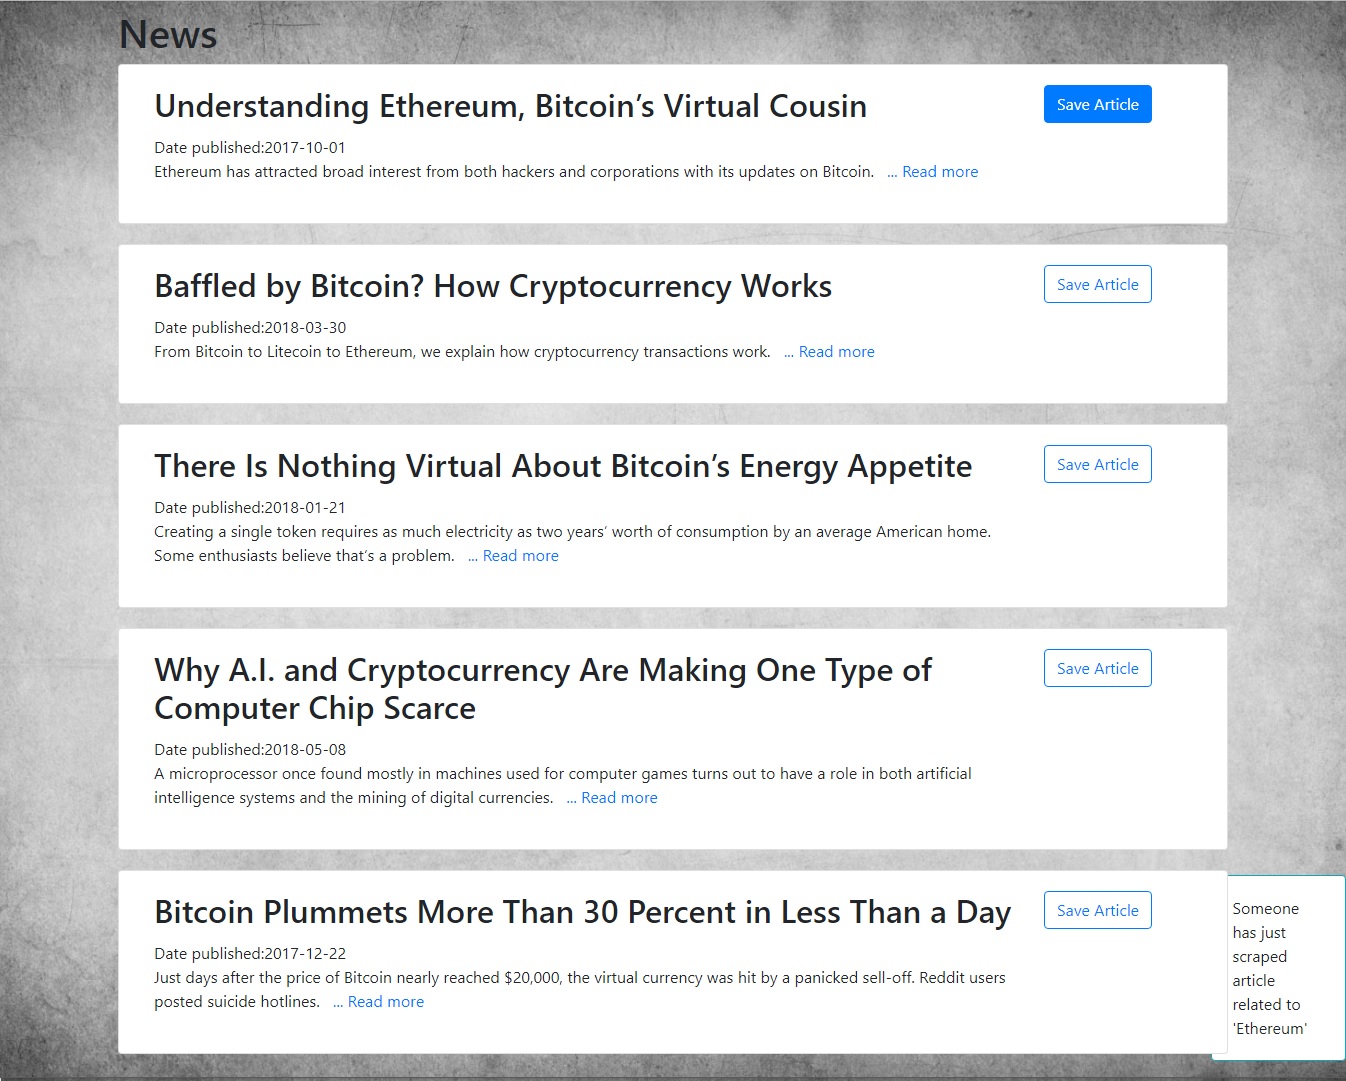 News
Understanding Ethereum, Bitcoin’s Virtual Cousin
Save Article
Date published:2017-10-01
Ethereum has attracted broad interest from both hackers and corporations with its updates on Bitcoin. ... Read more
Baffled by Bitcoin? How Cryptocurrency Works
Save Article
Date published:2018-03-30
From Bitcoin to Litecoin to Ethereum, we explain how cryptocurrency transactions work. ... Read more
There Is Nothing Virtual About Bitcoin’s Energy Appetite
Save Article
Date published:2018-01-21
Creating a single token requires as much electricity as two years’ worth of consumption by an average American home.
Some enthusiasts believe that’s a problem. ... Read more
Why A.I. and Cryptocurrency Are Making One Type of
Computer Chip Scarce
Save Article
Date published:2018-05-08
A microprocessor once found mostly in machines used for computer games turns out to have a role in both artificial
intelligence systems and the mining of digital currencies. ... Read more
Bitcoin Plummets More Than 30 Percent in Less Than a Day
Save Article
Date published:2017-12-22
Just days after the price of Bitcoin nearly reached $20,000, the virtual currency was hit by a panicked sell-off. Reddit users
posted suicide hotlines. ... Read more
Someone
has just
scraped
article
related to
'Ethereum'